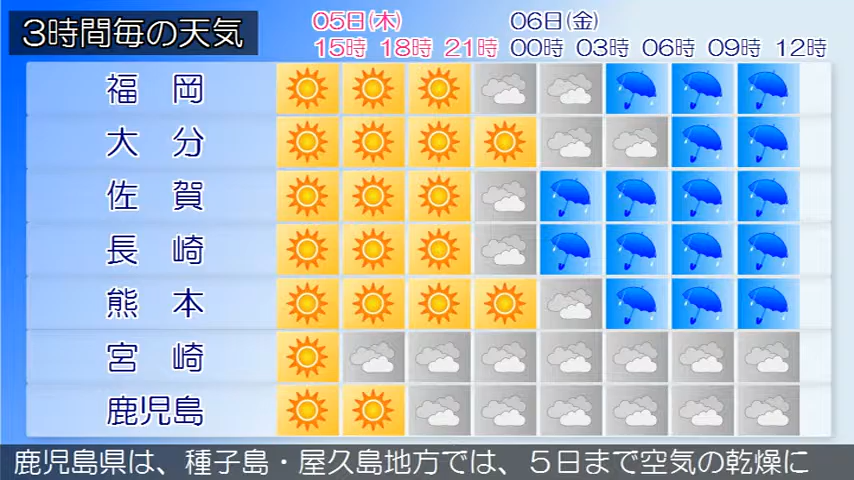 3時間毎の天気
05日(木) 06日(金)
15時 18時 21時 00時 03時 06時 09時 12時
福 岡
大 分
佐 賀
長 崎
熊 本
宮 崎
鹿児島
鹿児島県は、種子島・屋久島地方では、５日まで空気の乾燥に